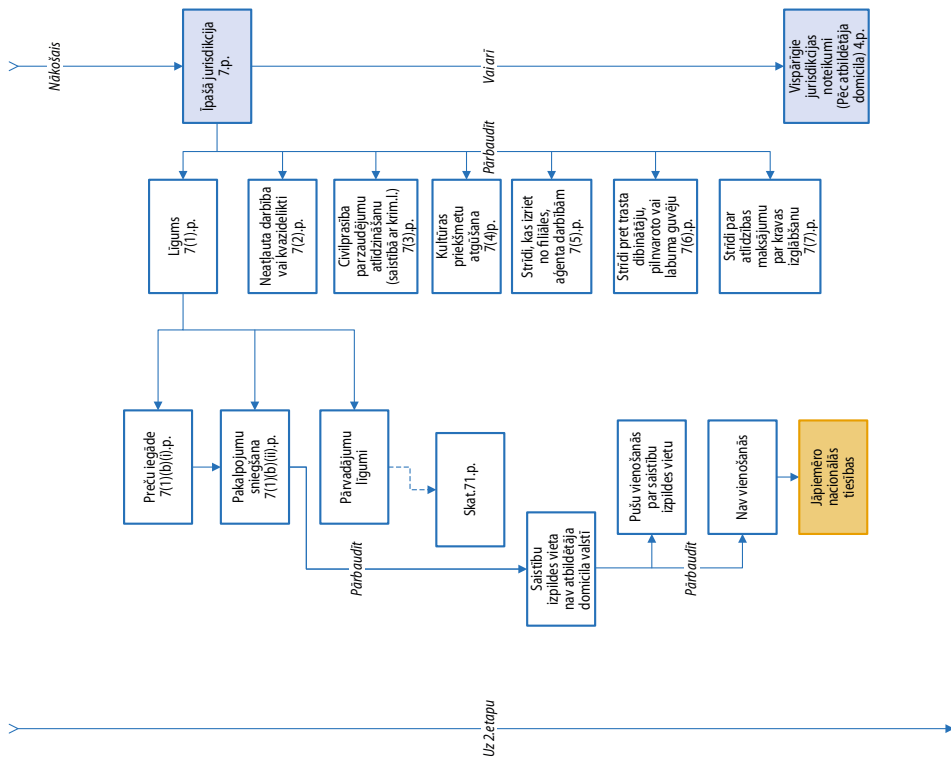 Nākošais
Īpašā jurisdikcija
7.p.
Vai arī
Vispārīgie
jurisdikcijas
noteikumi
(Pēc atbildētāja
domicila) 4.p.
Pārbaudīt
Līgums
7(1).p.
Neatļauta darbība
vai kvazidelikti
7(2).p.
Civilprasība
par zaudējumu
atlīdzināšanu
(saistībā ar krim.l.)
7(3).p.
Kultūras
priekšmetu
atgūšana
7(4)p.
Strīdi, kas izriet
no filiāles,
aģenta darbībām
7(5).p.
Strīdi pret trasta
dibinātāju,
pilnvaroto vai
labuma guvēju
7(6).p.
Strīdi par
atlīdzības
maksājumu
par kravas
izglābšanu
7(7).p.
Preču iegāde
7(1)(b)(i).p.
Pakalpojumu
sniegšana
7(1)(b)(ii).p.
Pārvadājumu
līgumi
Skat.71.p.
Pārbaudīt
Saistību
izpildes vieta
nav atbildētāja
domicila valstī
Pušu vienošanās
par saistību
izpildes vietu
Pārbaudīt
Nav vienošanās
Jāpiemēro
nacionālās
tiesības
Uz 2.etapu